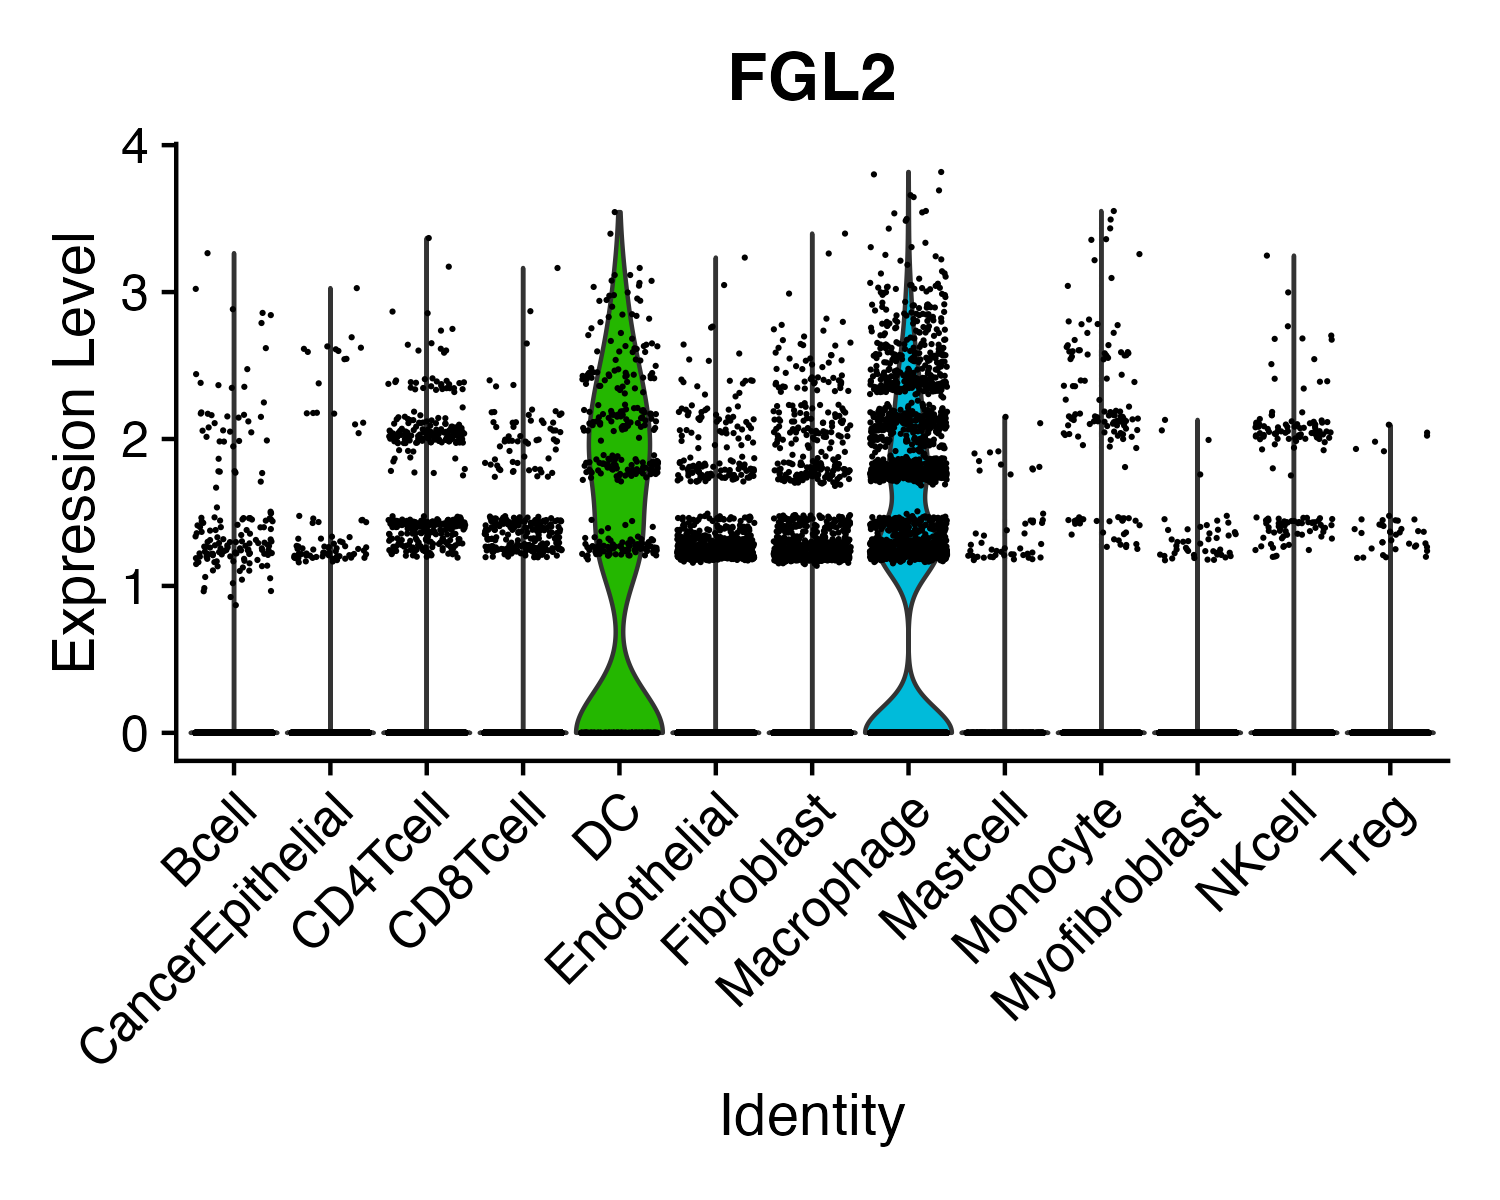 FGL2
Expression Level
4
3
2
1
0
Bcell
CancerEpithelial
CD4Tcell
CD8Tcell
DC
Endothelial
Fibroblast
Macrophage
Mastcell
Monocyte
Myofibroblast
NKcell
Treg
Identity